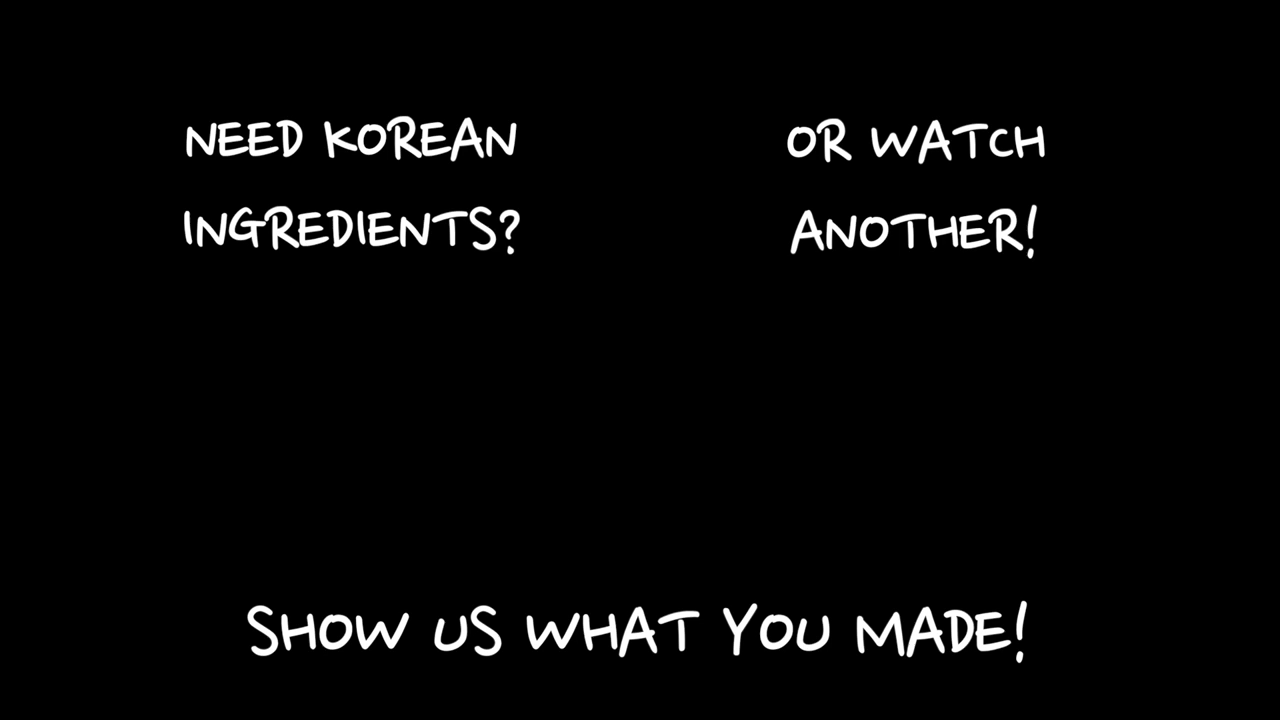 NEED KOREAN
INGREDIENTS?
OR WATCH
ANOTHER!
SHOW US WHAT YOU MADE!